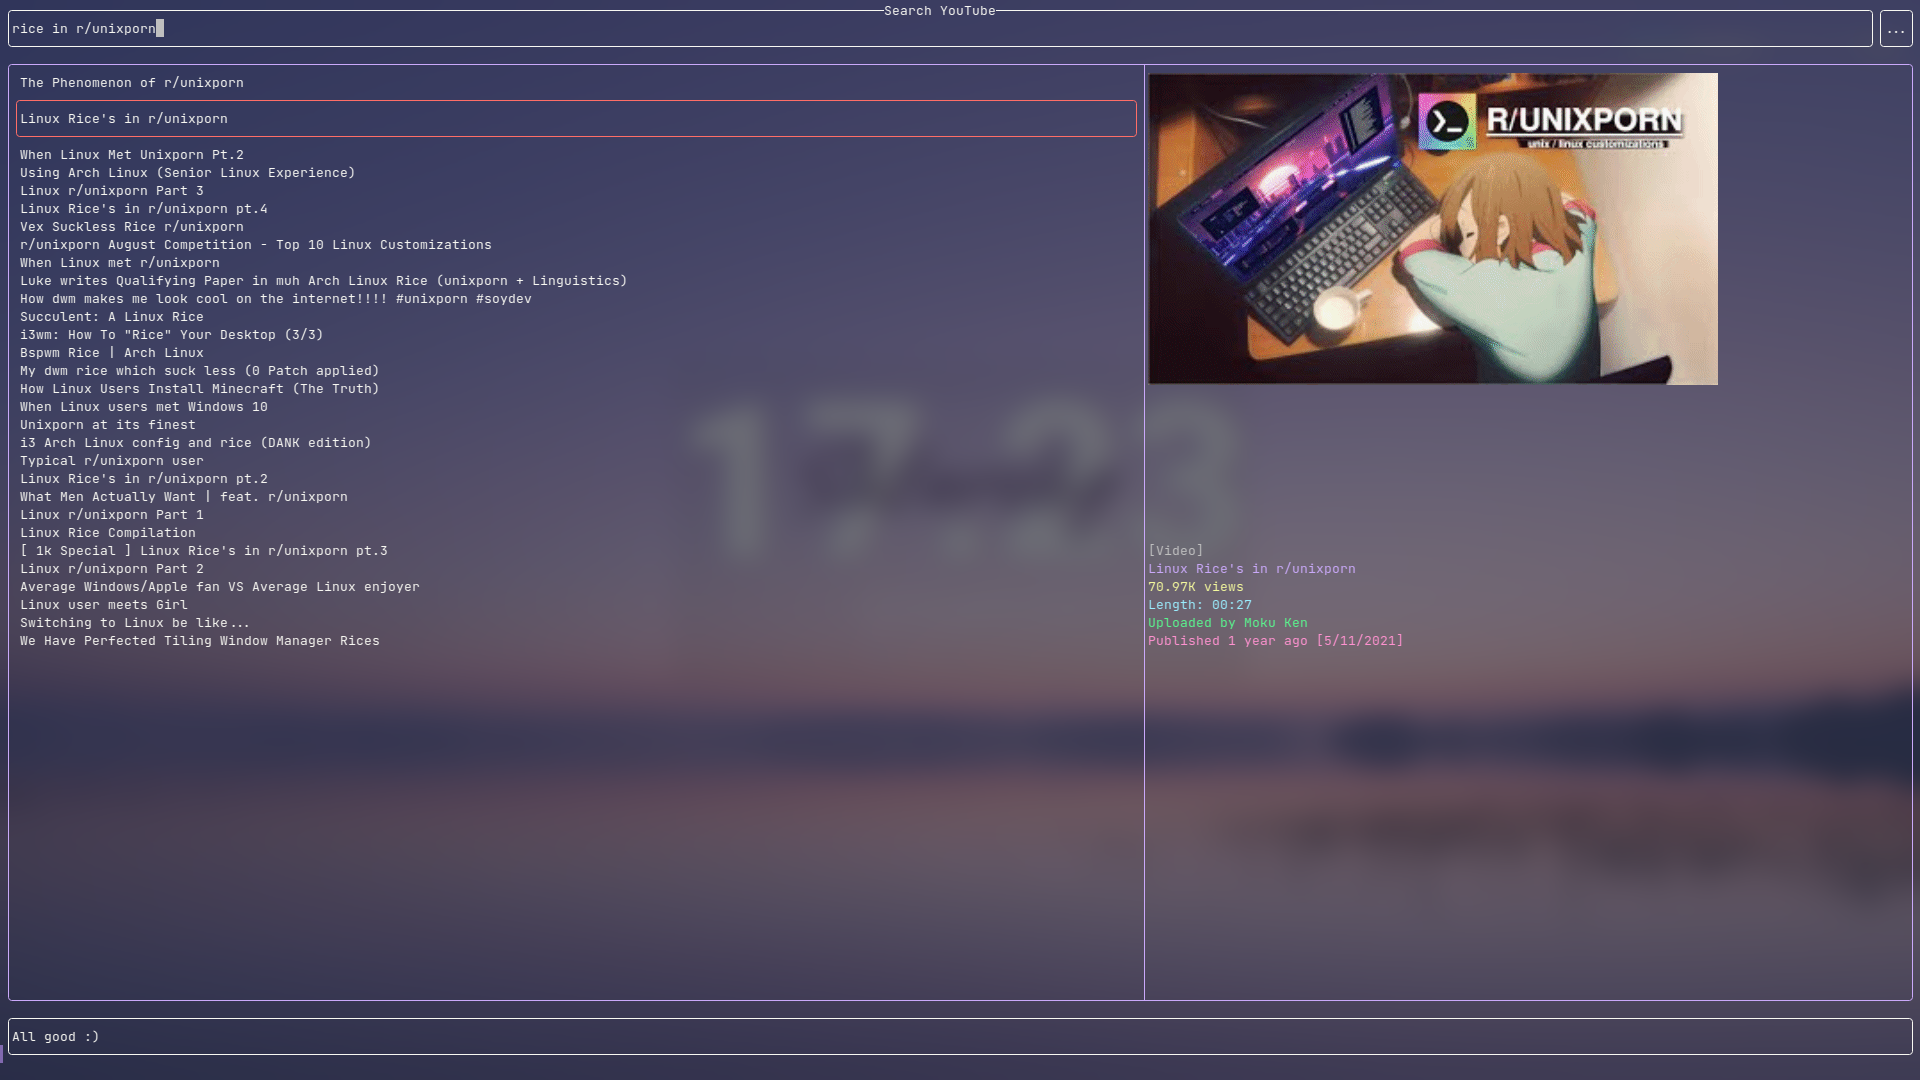 Search YouTube
rice in r/unixporn
...
The Phenomenon of r/unixporn
Linux Rice's in r/unixporn
When Linux Met Unixporn Pt.2
Using Arch Linux (Senior Linux Experience)
Linux r/unixporn Part 3
Linux Rice's in r/unixporn pt.4
Vex Suckless Rice r/unixporn
r/unixporn August Competition - Top 10 Linux Customizations
When Linux met r/unixporn
Luke writes Qualifying Paper in muh Arch Linux Rice (unixporn + Linguistics)
How dwm makes me look cool on the internet!!!! #unixporn #soydev
Succulent: A Linux Rice
i3wm: How To "Rice" Your Desktop (3/3)
Bspwm Rice | Arch Linux
My dwm rice which suck less (0 Patch applied)
How Linux Users Install Minecraft (The Truth)
When Linux users met Windows 10
Unixporn at its finest
i3 Arch Linux config and rice (DANK edition)
Typical r/unixporn user
Linux Rice's in r/unixporn pt.2
What Men Actually Want | feat. r/unixporn
Linux r/unixporn Part 1
Linux Rice Compilation
[ 1k Special ] Linux Rice's in r/unixporn pt.3
Linux r/unixporn Part 2
Average Windows/Apple fan VS Average Linux enjoyer
Linux user meets Girl
Switching to Linux be like...
We Have Perfected Tiling Window Manager Rices
R/UNIXPORN
unix / linux customizations
17:23
[Video]
Linux Rice's in r/unixporn
70.97K views
Length: 00:27
Uploaded by Moku Ken
Published 1 year ago [5/11/2021]
All good :)